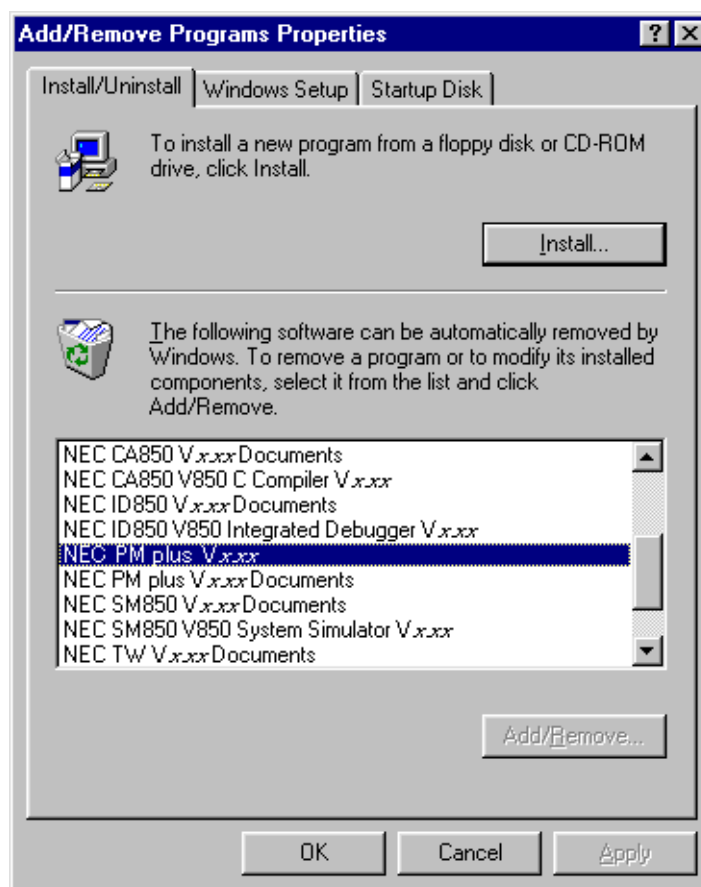 Add/Remove Programs Properties
Install/Uninstall
Windows Setup
Startup Disk
To install a new program from a floppy disk or CD-ROM
drive, click Install.
Install...
The following software can be automatically removed by
Windows. To remove a program or to modify its installed
components, select it from the list and click
Add/Remove.
NEC CA850 Vx.xx Documents
NEC CA850 V850 C Compiler Vx.xx
NEC ID850 Vx.xx Documents
NEC ID850 V850 Integrated Debugger Vx.xx
NEC PM plus Vx.xx
NEC PM plus Vx.xx Documents
NEC SM850 Vx.xx Documents
NEC SM850 V850 System Simulator Vx.xx
NEC TW Vx.xx Documents
Add/Remove...
OK
Cancel
Apply